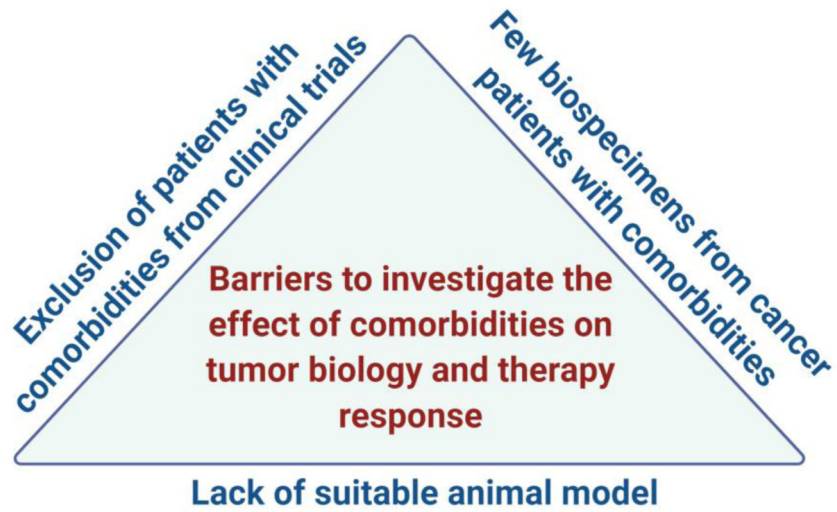 Exclusion of patients with
comorbidities from clinical trials
Few biospecimens from cancer
patients with comorbidities
Barriers to investigate the
effect of comorbidities on
tumor biology and therapy
response
Lack of suitable animal model